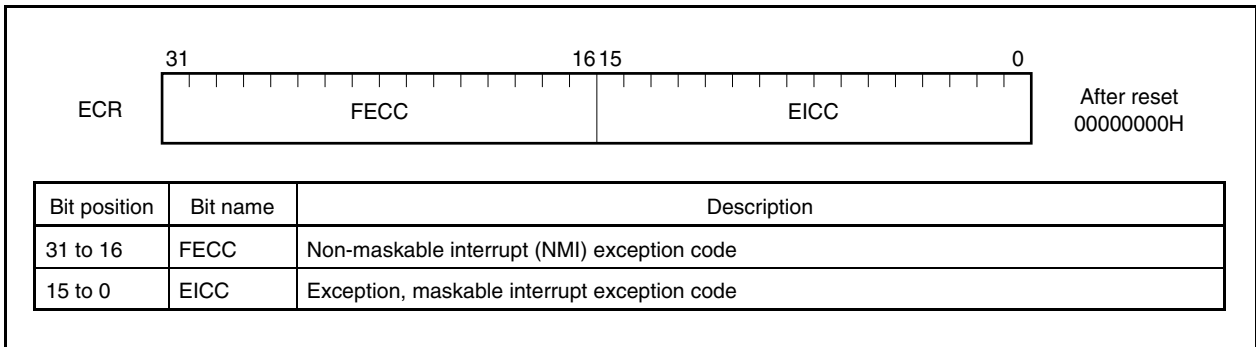 31 16 15 0
ECR FECC EICC After reset
00000000H
Bit position Bit name Description
31 to 16 FECC Non-maskable interrupt (NMI) exception code
15 to 0 EICC Exception, maskable interrupt exception code